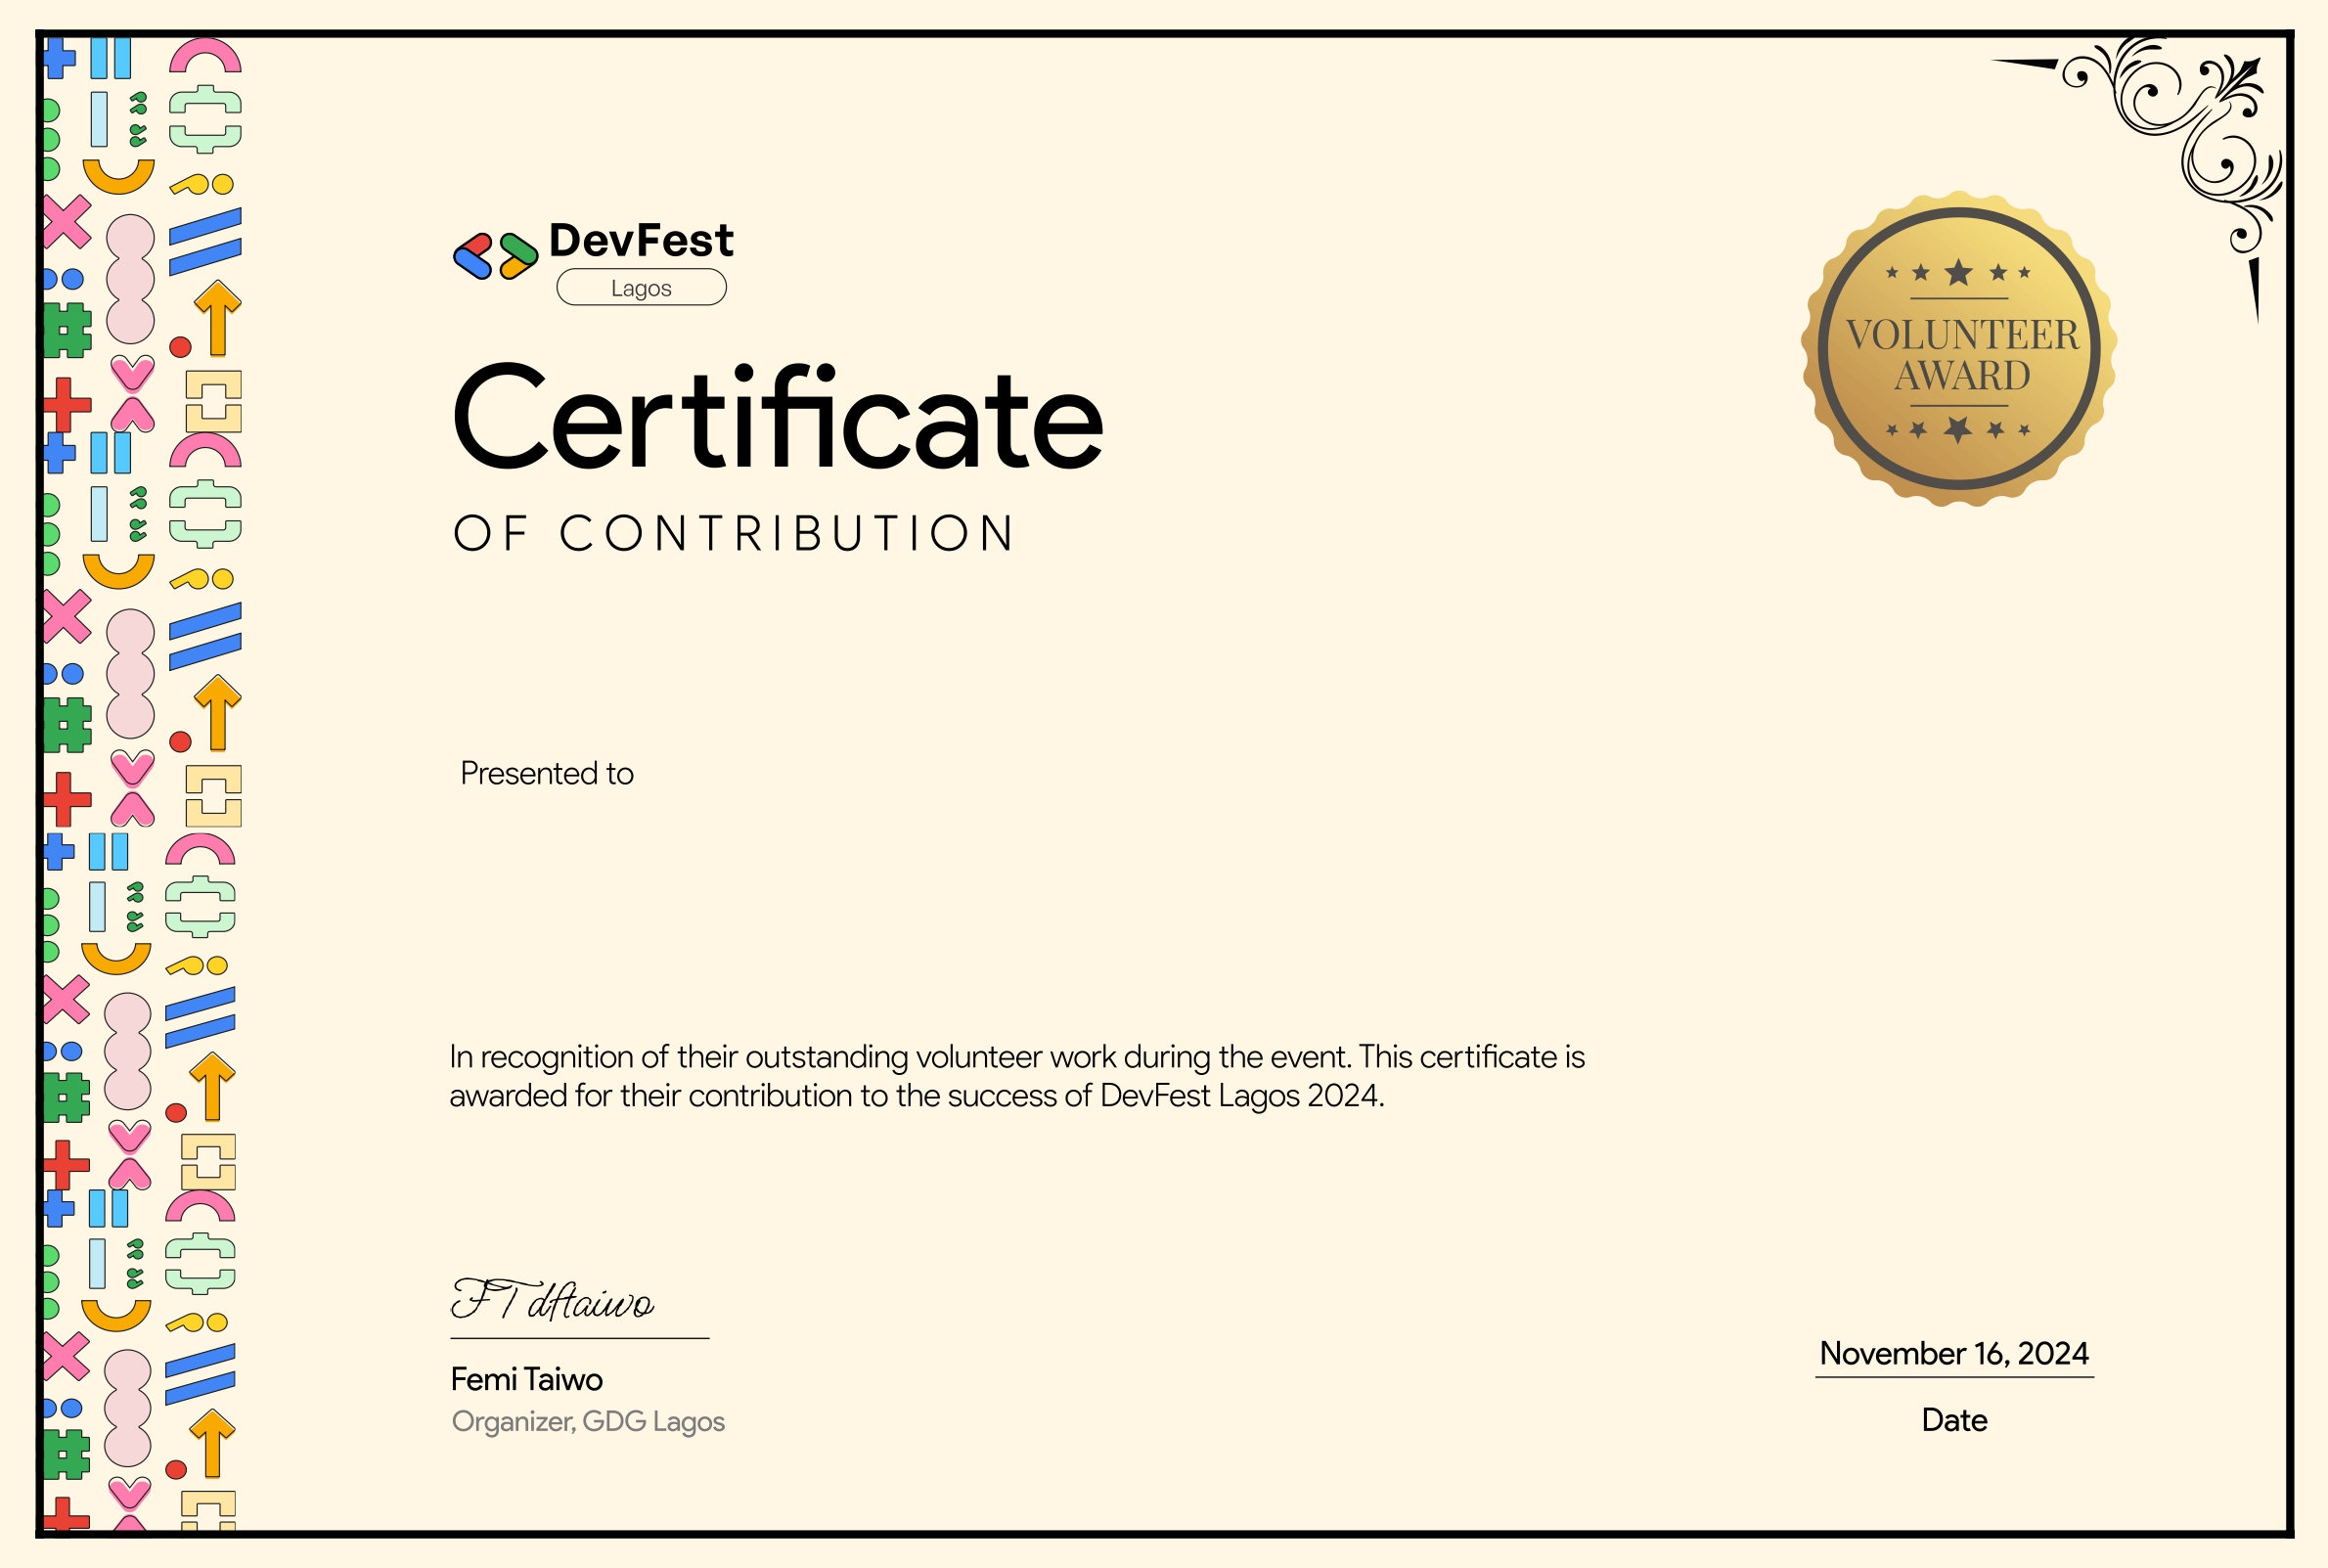 DevFest
Lagos
VOLUNTEER
AWARD
Certificate
OF CONTRIBUTION
Presented to
In recognition of their outstanding volunteer work during the event. This certificate is
awarded for their contribution to the success of DevFest Lagos 2024.
FT dftaiwo
Femi Taiwo
Organizer, GDG Lagos
November 16, 2024
Date